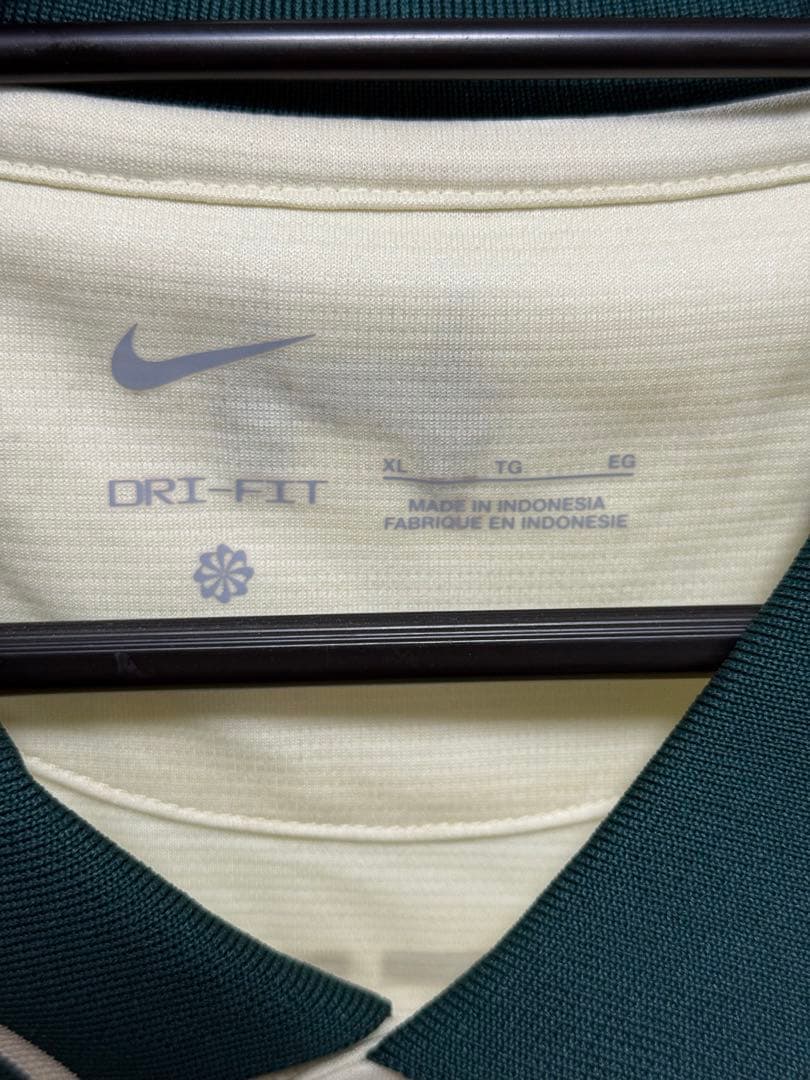 DRI-FIT
XL TG EG
MADE IN INDONESIA
FABRIQUE EN INDONESIE